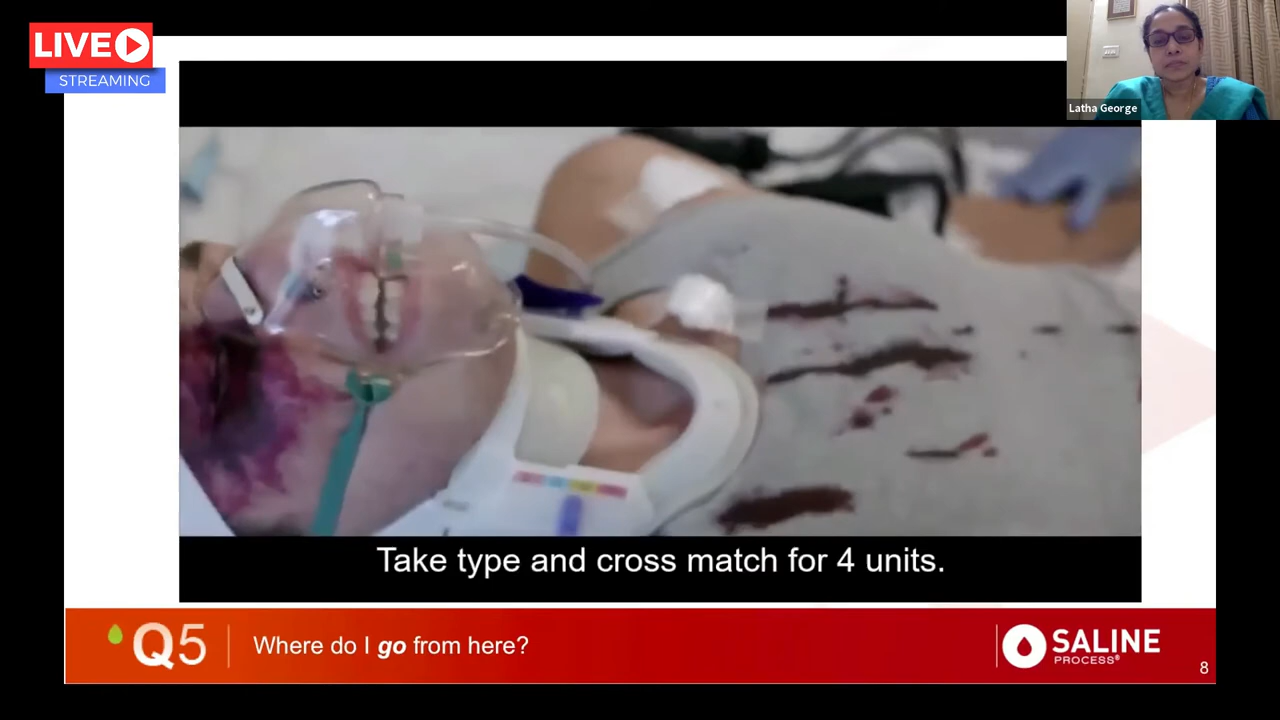 LIVE
STREAMING
Latha George
Take type and cross match for 4 units.
Q5
Where do I go from here?
SALINE
PROCESS®
8